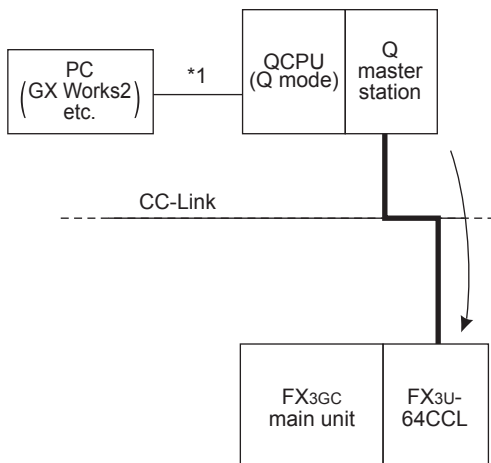 PC
(GX Works2)
etc.
*1
QCPU
(Q mode)
Q
master
station
CC-Link
FX3GC
main unit
FX3U-
64CCL